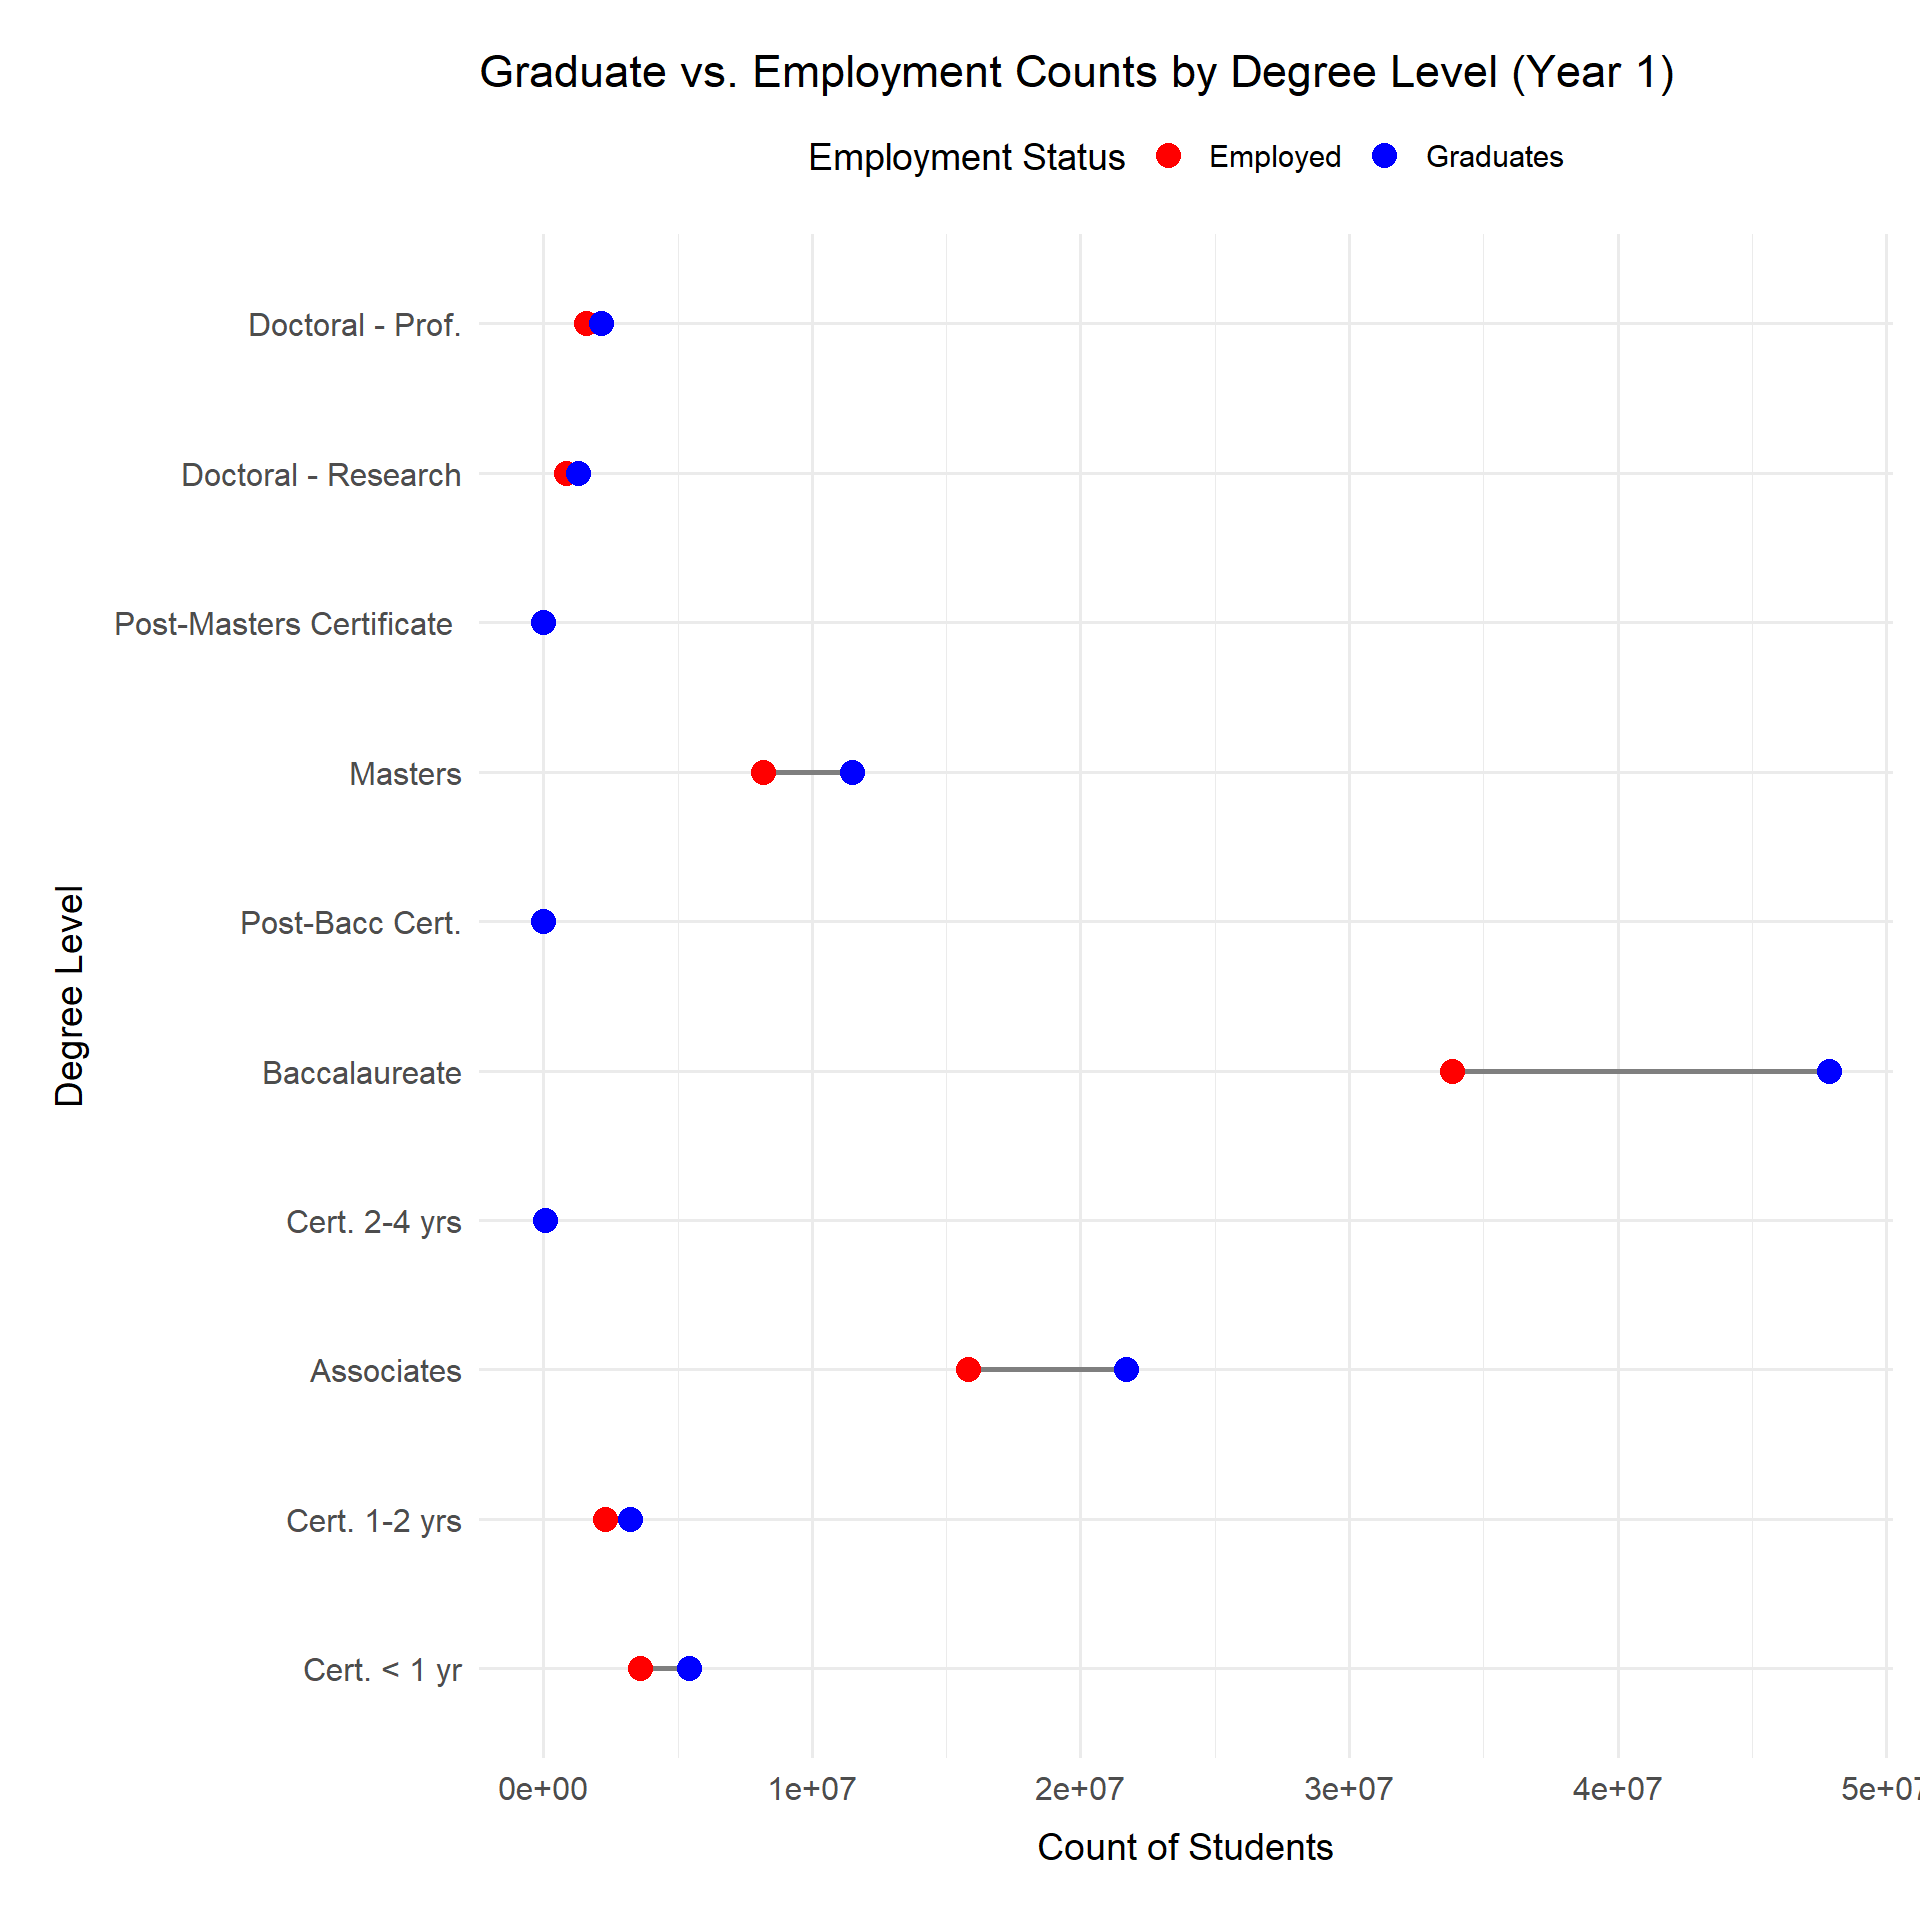 Graduate vs. Employment Counts by Degree Level (Year 1)
Employment Status Employed Graduates
Doctoral - Prof.
Doctoral - Research
Post-Masters Certificate
Masters
Post-Bacc Cert.
Baccalaureate
Cert. 2-4 yrs
Associates
Cert. 1-2 yrs
Cert. < 1 yr
Degree Level
0e+00 1e+07 2e+07 3e+07 4e+07 5e+07
Count of Students